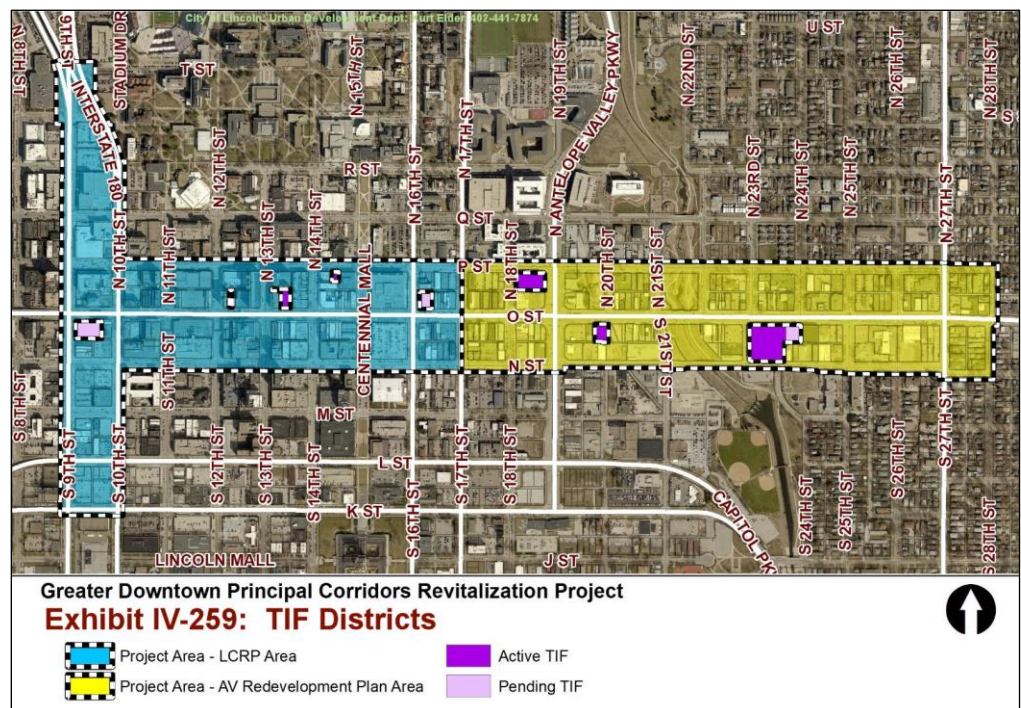 City of Lincoln: Urban Development Dept: Kurt Elder 402-441-7874
N 8TH ST
N 9TH ST
INTERSTATE 180
STADIUM DR
T ST
N 15TH ST
N 19TH ST
N ANTELOPE VALLEY PKWY
N 22ND ST
U ST
N 26TH ST
N 28TH ST
N 12TH ST
R ST
N 16TH ST
N 17TH ST
N 23RD ST
N 24TH ST
N 25TH ST
N 27TH ST
S
Q ST
N 10TH ST
N 11TH ST
N 13TH ST
N 14TH ST
CENTENNIAL MALL
P ST
N 18TH ST
N 20TH ST
N 21ST ST
O ST
S 21ST ST
N ST
S 8TH ST
S 9TH ST
S 10TH ST
S 11TH ST
M ST
L ST
S 12TH ST
S 13TH ST
S 14TH ST
K ST
S 16TH ST
S 17TH ST
S 18TH ST
CAPITOL PK
S 24TH ST
S 25TH ST
S 26TH ST
S 27TH ST
S 28TH ST
LINCOLN MALL
J ST
Greater Downtown Principal Corridors Revitalization Project
Exhibit IV-259: TIF Districts
Project Area - LCRP Area
Active TIF
Project Area - AV Redevelopment Plan Area
Pending TIF